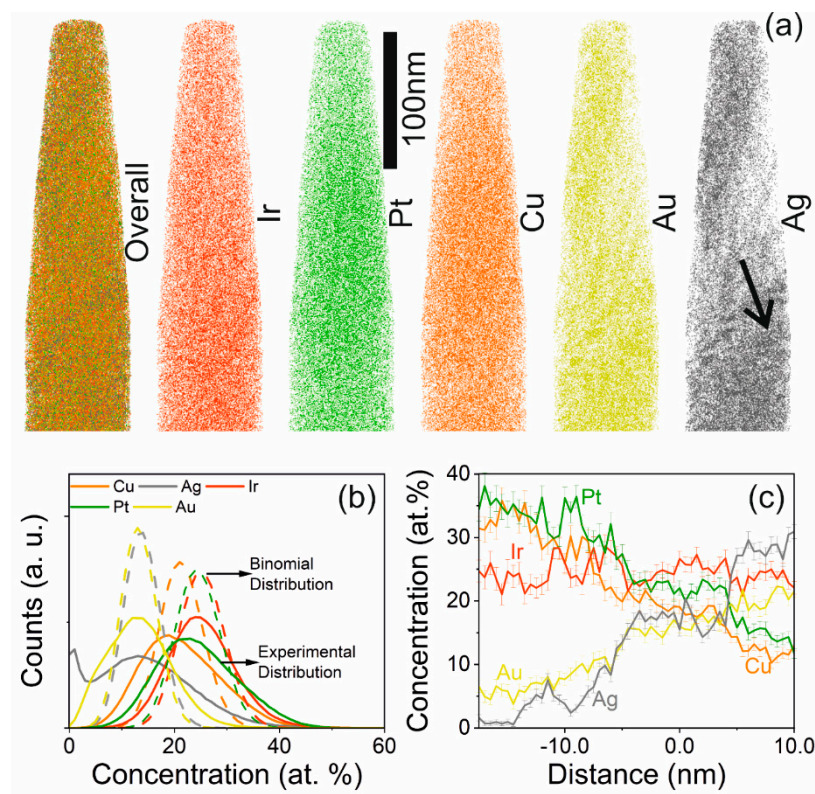 (a)
100nm
Overall
Ir
Pt
Cu
Au
Ag
(b)
Cu Ag Ir
Pt Au
Binomial
Distribution
Experimental
Distribution
Counts (a. u.)
0 20 40 60
Concentration (at. %)
(c)
40
30
20
10
0
Pt
Ir
Au
Ag
Cu
Concentration (at.%)
-10.0 0.0 10.0
Distance (nm)